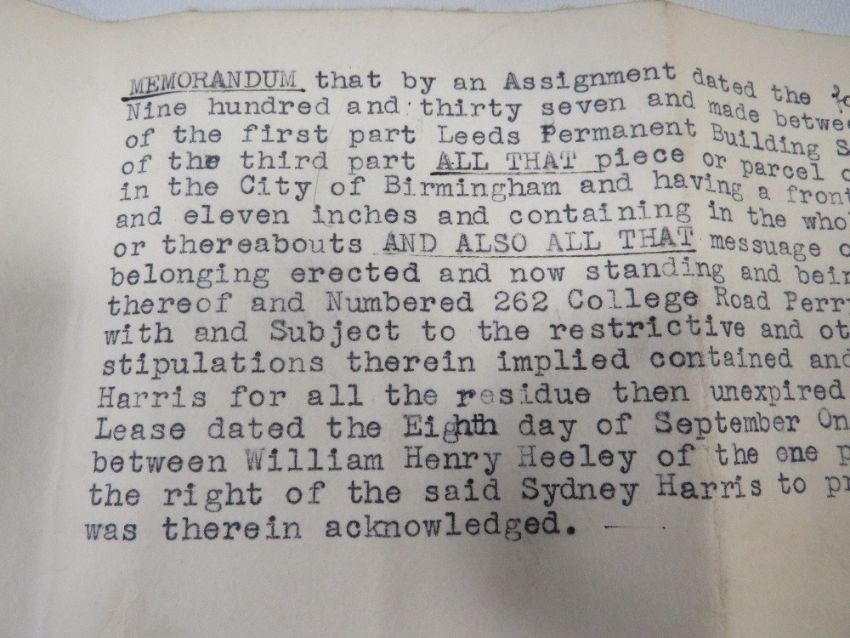 MEMORANDUM that by an Assignment dated the
Nine hundred and thirty seven and made betwee
of the first part Leeds Permanent Building S
of the third part ALL THAT piece or parcel o
in the City of Birmingham and having a front
and eleven inches and containing in the whol
or thereabouts AND ALSO ALL THAT messuage o
belonging erected and now standing and bein
thereof and Numbered 262 College Road Perry
with and Subject to the restrictive and ot
stipulations therein implied contained and
Harris for all the residue then unexpired
Lease dated the Eighth day of September On
between William Henry Heeley of the one p
the right of the said Sydney Harris to pr
was therein acknowledged.